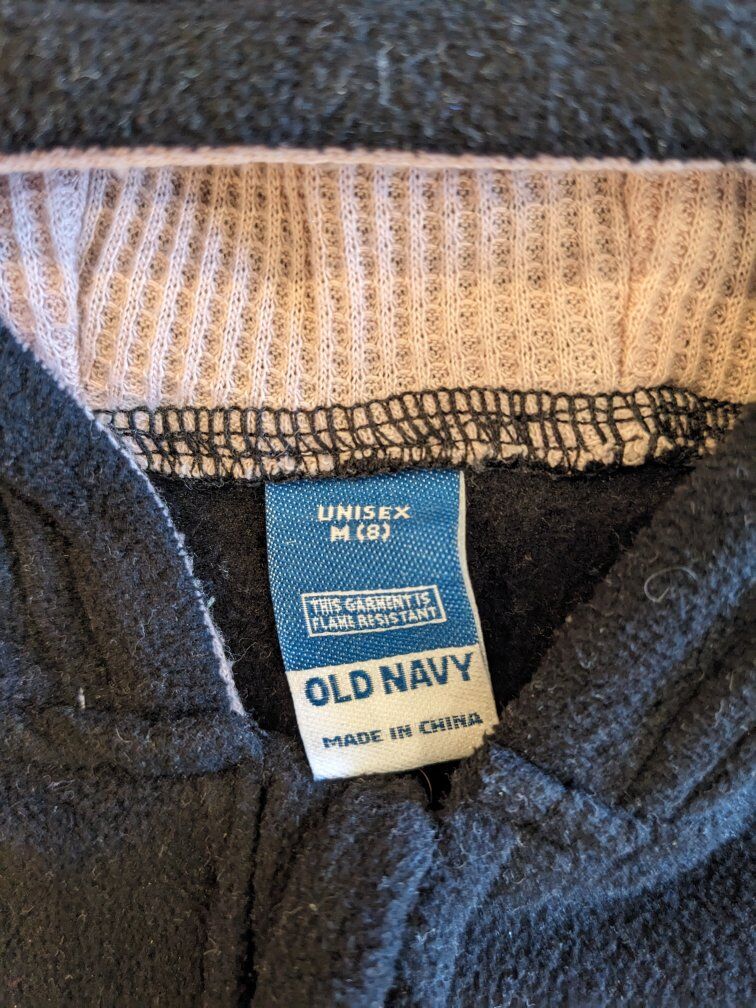 UNISEX
M (8)
THIS GARMENT IS
FLAME RESISTANT
OLD NAVY
MADE IN CHINA